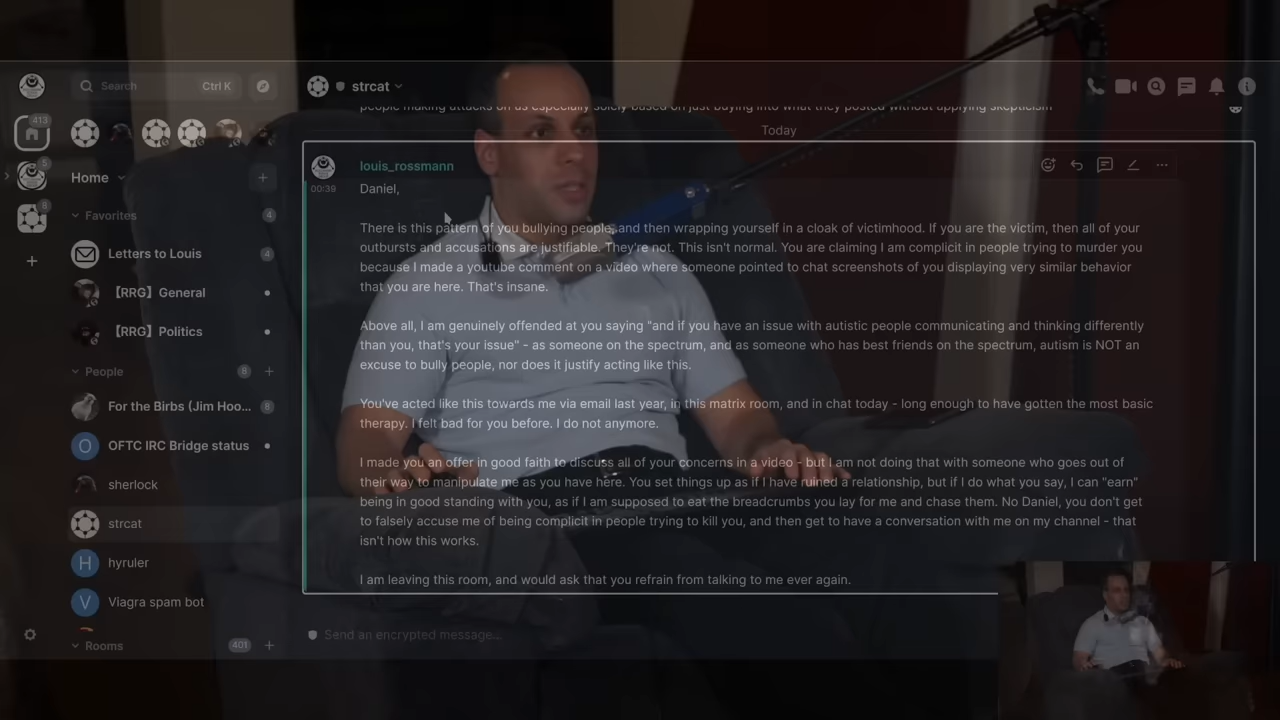 Search
Ctrl K
strcat
people making attacks on us especially solely based on just buying into what they posted without applying skepticism
413
Today
5
Home
louis_rossmann
00:39
Daniel,
8
Favorites
4
There is this pattern of you bullying people, and then wrapping yourself in a cloak of victimhood. If you are the victim, then all of your
outbursts and accusations are justifiable. They're not. This isn't normal. You are claiming I am complicit in people trying to murder you
because I made a youtube comment on a video where someone pointed to chat screenshots of you displaying very similar behavior
that you are here. That's insane.
Letters to Louis
4
【RRG】General
【RRG】Politics
Above all, I am genuinely offended at you saying "and if you have an issue with autistic people communicating and thinking differently
than you, that's your issue" - as someone on the spectrum, and as someone who has best friends on the spectrum, autism is NOT an
excuse to bully people, nor does it justify acting like this.
People
8
For the Birbs (Jim Hoo...
8
You've acted like this towards me via email last year, in this matrix room, and in chat today - long enough to have gotten the most basic
therapy. I felt bad for you before. I do not anymore.
O
OFTC IRC Bridge status
sherlock
I made you an offer in good faith to discuss all of your concerns in a video - but I am not doing that with someone who goes out of
their way to manipulate me as you have here. You set things up as if I have ruined a relationship, but if I do what you say, I can "earn"
being in good standing with you, as if I am supposed to eat the breadcrumbs you lay for me and chase them. No Daniel, you don't get
to falsely accuse me of being complicit in people trying to kill you, and then get to have a conversation with me on my channel - that
isn't how this works.
strcat
H
hyruler
I am leaving this room, and would ask that you refrain from talking to me ever again.
V
Viagra spam bot
Send an encrypted message...
Rooms
401